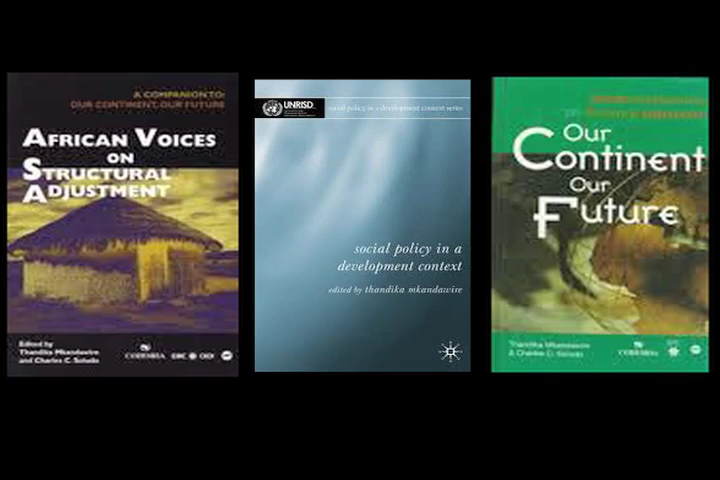 A COMPANION TO:
OUR CONTINENT, OUR FUTURE
AFRICAN VOICES
ON
STRUCTURAL
ADJUSTMENT
Edited by
Thandika Mkandawire
and Charles C. Soludo
CODESRIA
UNRISD
social policy in a development context series
social policy in a
development context
edited by thandika mkandawire
Our
Continent
Our
Future
Thandika Mkandawire
& Charles C. Soludo
CODESRIA